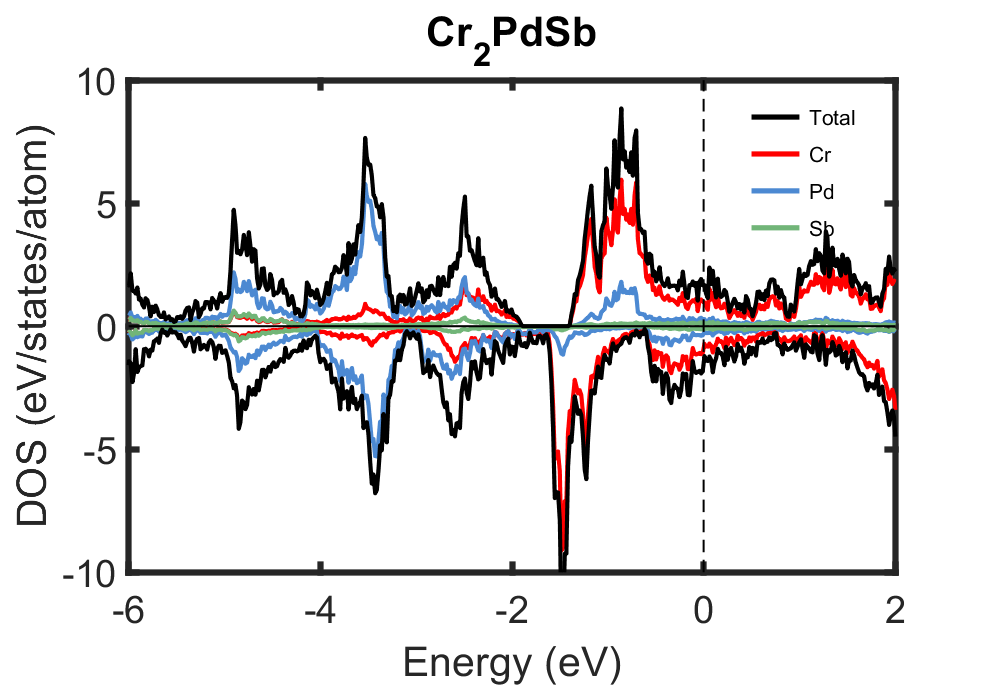 Cr2PdSb
10
5
0
-5
-10
DOS (eV/states/atom)
Total
Cr
Pd
Sb
-6 -4 -2 0 2
Energy (eV)